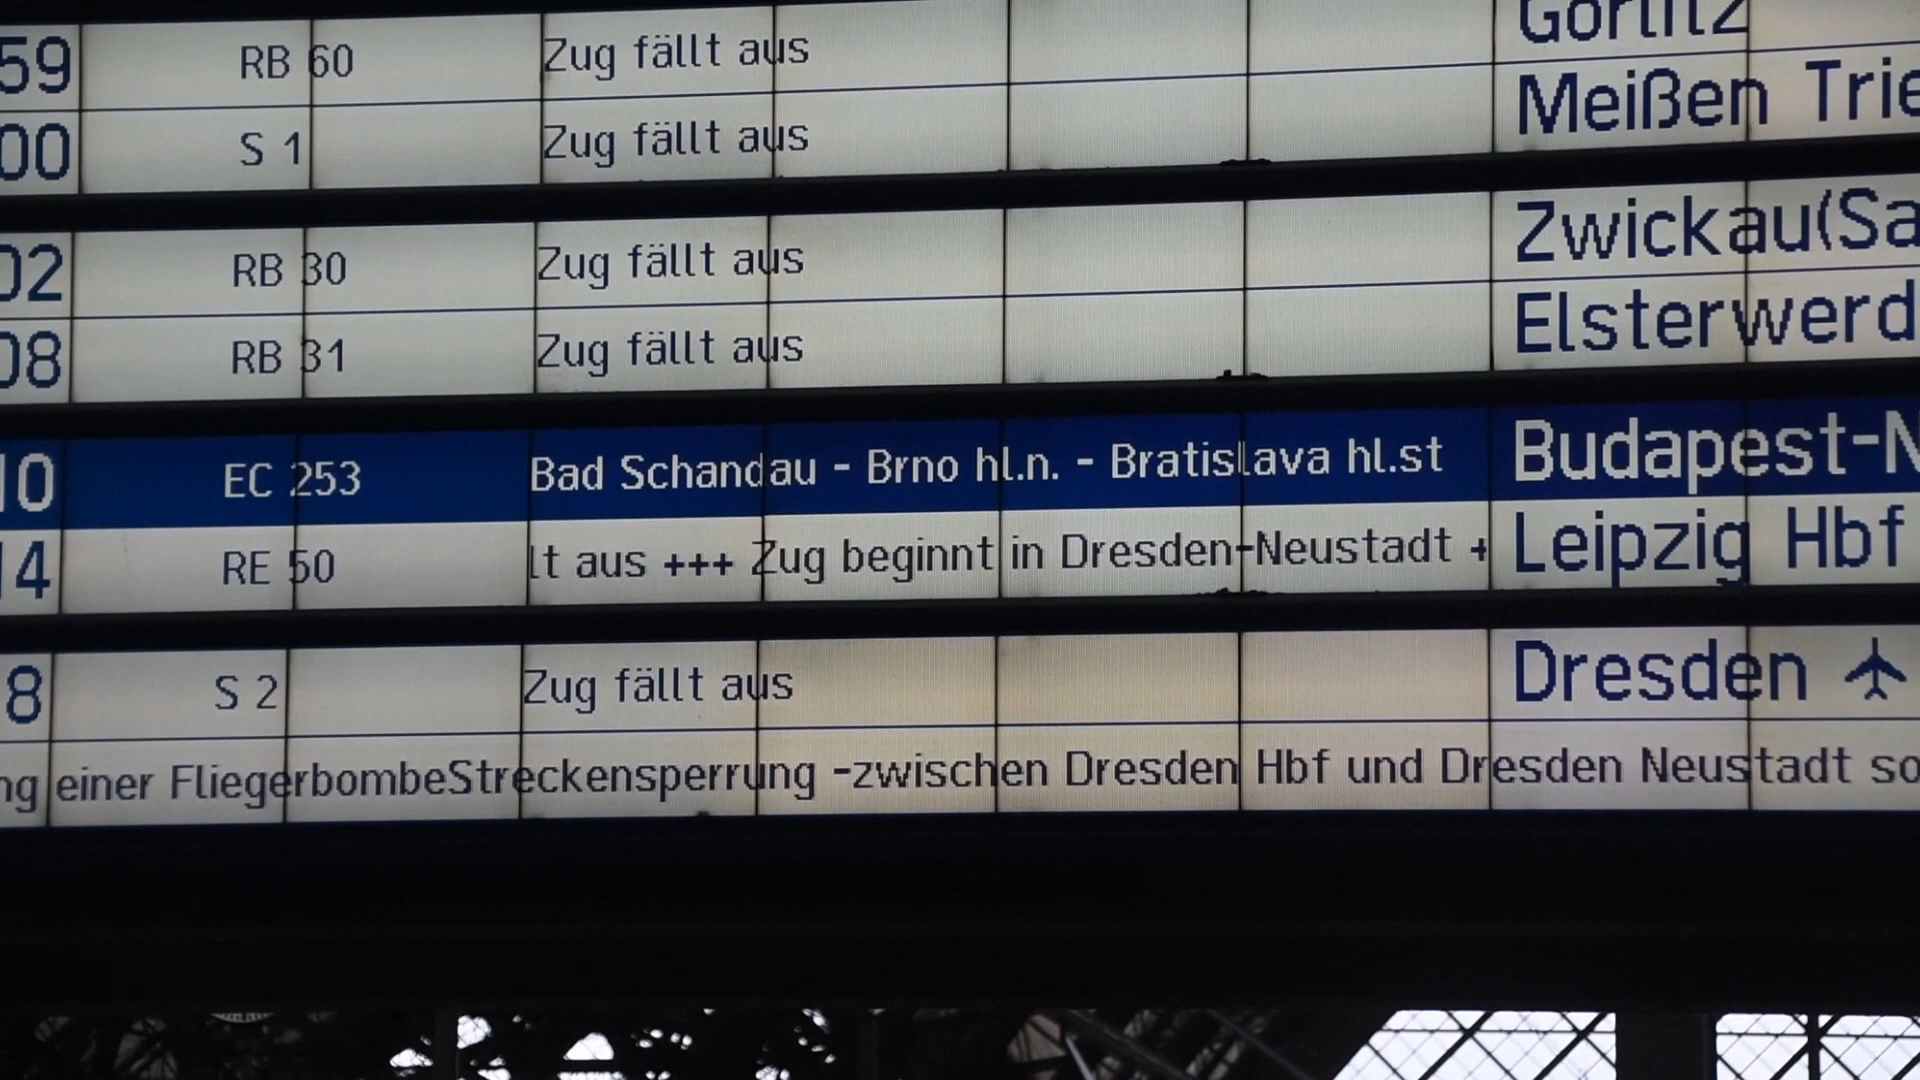 59 RB 60 Zug fällt aus Görlitz
00 S 1 Zug fällt aus Meißen Trie
02 RB 30 Zug fällt aus Zwickau(Sa
08 RB 31 Zug fällt aus Elsterwerd
10 EC 253 Bad Schandau - Brno hl.n. - Bratislava hl.st Budapest-N
14 RE 50 lt aus +++ Zug beginnt in Dresden-Neustadt + Leipzig Hbf
8 S 2 Zug fällt aus Dresden
ng einer FliegerbombeStreckensperrung -zwischen Dresden Hbf und Dresden Neustadt so